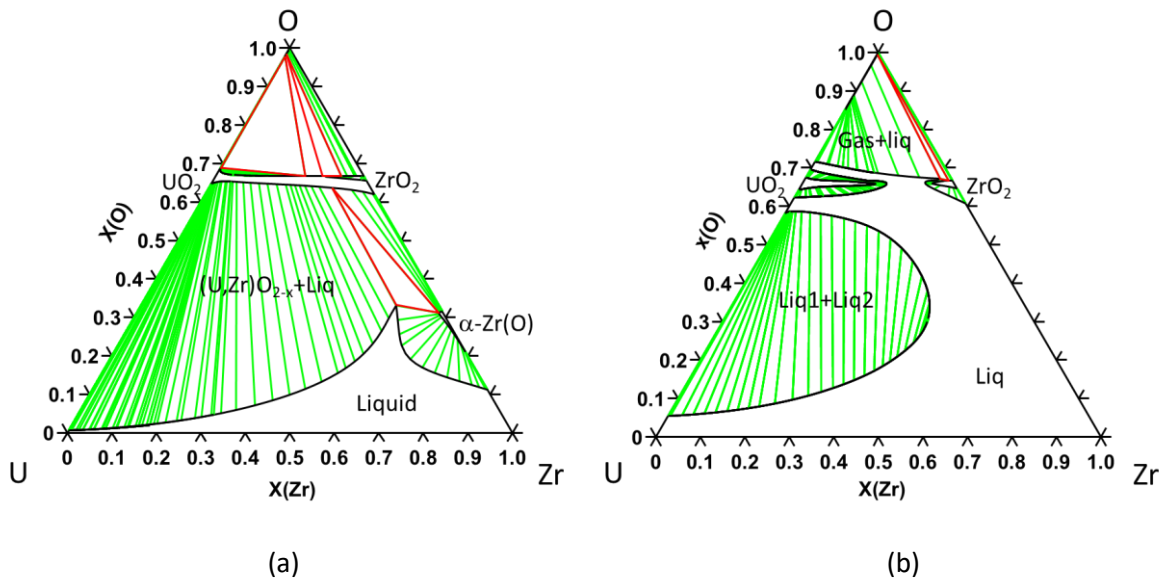 O
1.0
0.9
0.8
0.7
UO2
ZrO2
0.6
X(O)
0.5
0.4
(U,Zr)O2-x+Liq
0.3
α-Zr(O)
0.2
0.1
Liquid
0
U
0 0.1 0.2 0.3 0.4 0.5 0.6 0.7 0.8 0.9 1.0
Zr
X(Zr)
(a)
O
1.0
0.9
0.8
Gas+liq
0.7
UO2
ZrO2
0.6
x(O)
0.5
0.4
Liq1+Liq2
0.3
0.2
Liq
0.1
0
U
0 0.1 0.2 0.3 0.4 0.5 0.6 0.7 0.8 0.9 1.0
Zr
X(Zr)
(b)